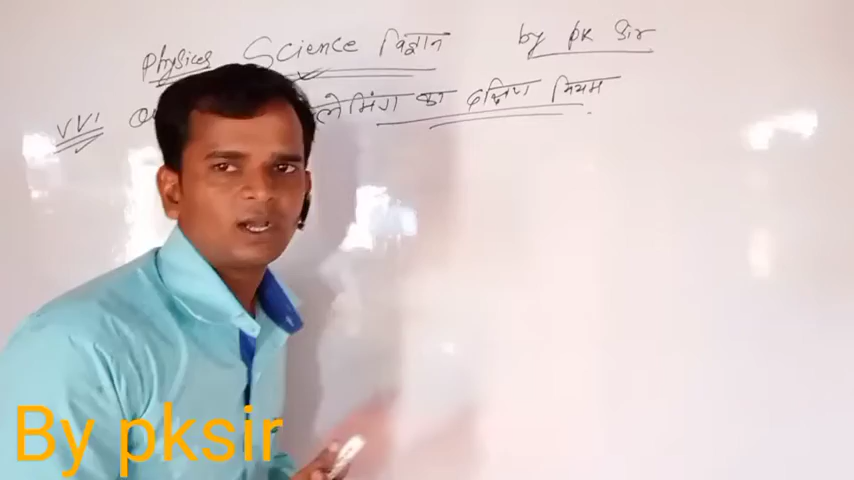 Physics Science विज्ञान by PK Sir
VVI लेमिंग का दक्षिण नियम
By pksir